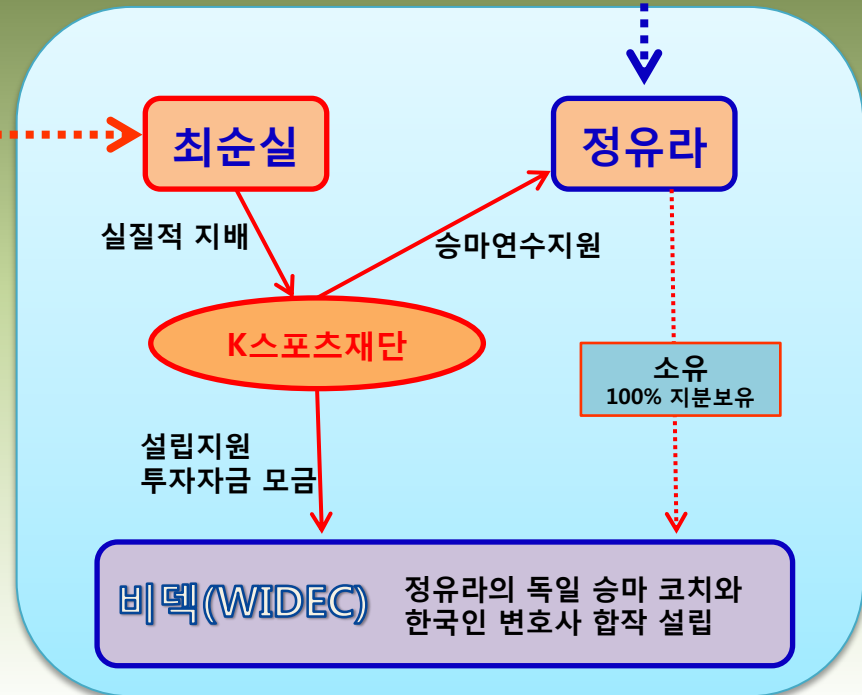 최순실
정유라
실질적 지배
승마연수지원
K스포츠재단
소유
100% 지분보유
설립지원
투자자금 모금
비덱(WIDEC)
정유라의 독일 승마 코치와
한국인 변호사 합작 설립